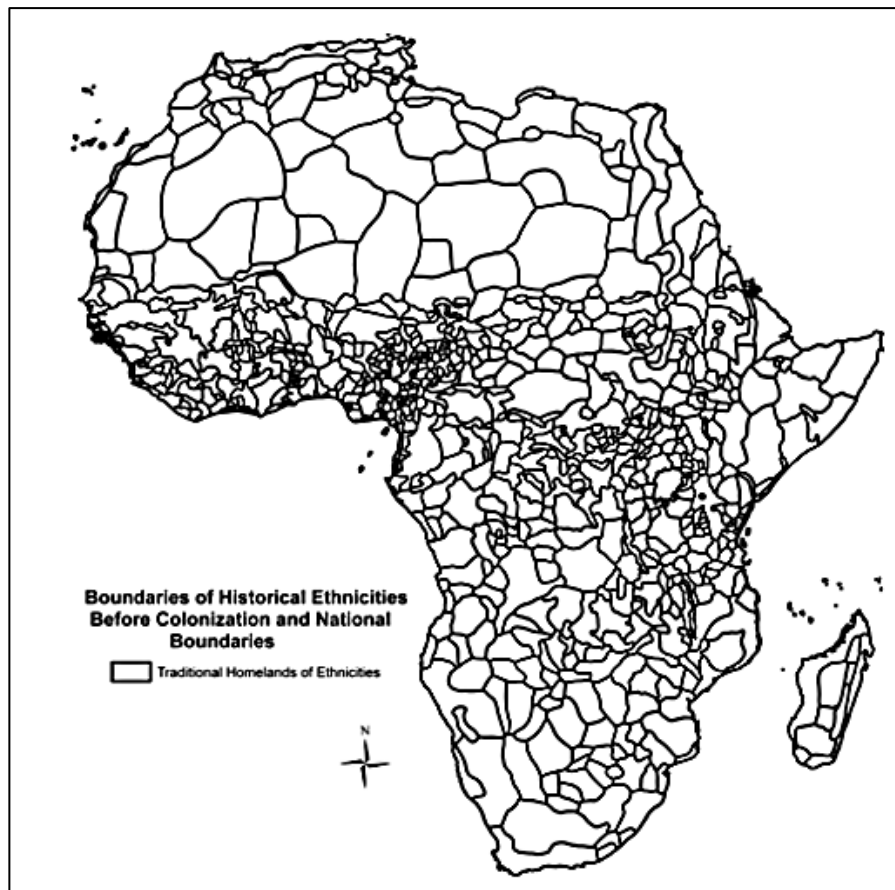 Boundaries of Historical Ethnicities
Before Colonization and National
Boundaries
Traditional Homelands of Ethnicities
N